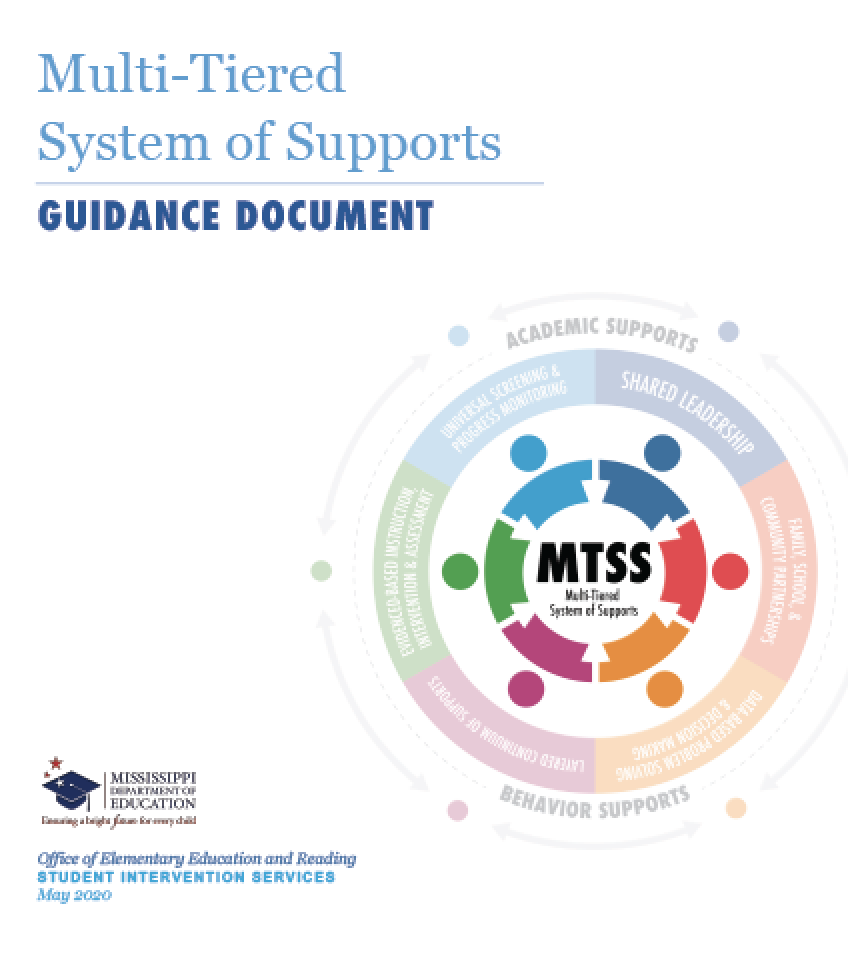 Multi-Tiered
System of Supports
GUIDANCE DOCUMENT
ACADEMIC SUPPORTS
UNIVERSAL SCREENING &
PROGRESS MONITORING
SHARED LEADERSHIP
EVIDENCED-BASED INSTRUCTION,
INTERVENTION & ASSESSMENT
FAMILY, SCHOOL, &
COMMUNITY PARTNERSHIPS
MTSS
Multi-Tiered
System of Supports
LAYERED CONTINUUM OF SUPPORTS
DATA-BASED PROBLEM SOLVING
& DECISION MAKING
BEHAVIOR SUPPORTS
MISSISSIPPI
DEPARTMENT OF
EDUCATION
Ensuring a bright future for every child
Office of Elementary Education and Reading
STUDENT INTERVENTION SERVICES
May 2020